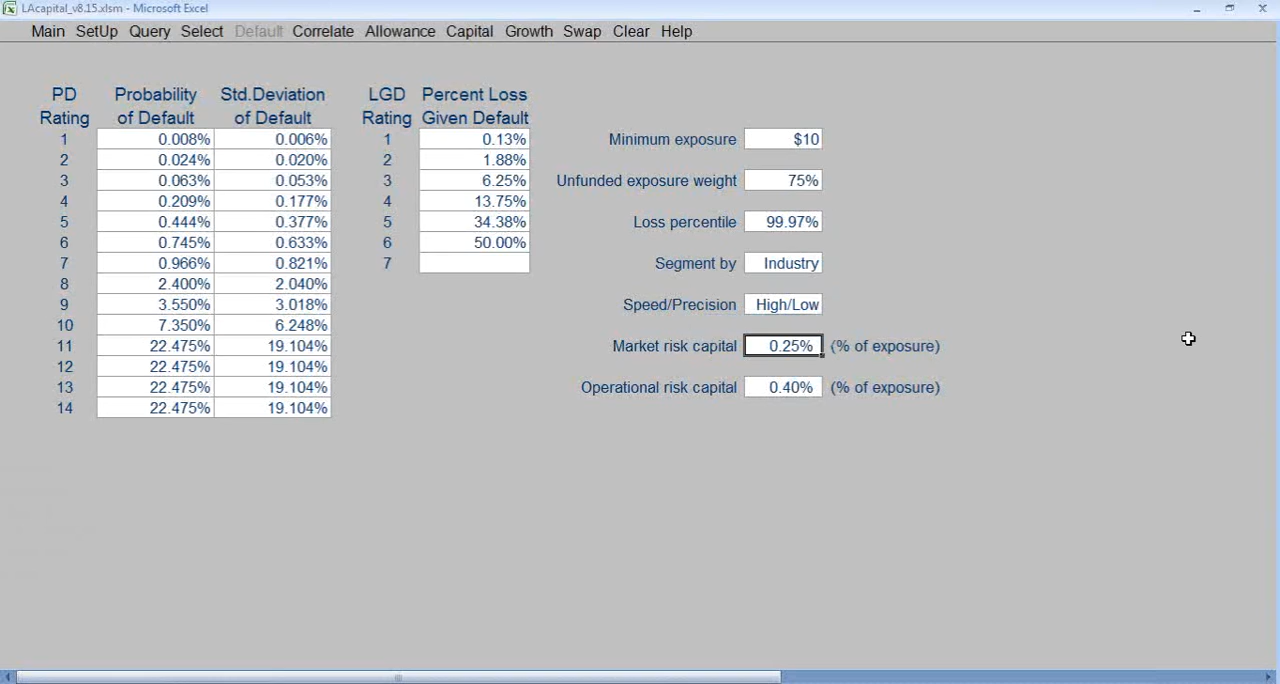 LAcapital_v8.15.xlsm - Microsoft Excel
Main SetUp Query Select Default Correlate Allowance Capital Growth Swap Clear Help
PD Probability Std.Deviation LGD Percent Loss
Rating of Default of Default Rating Given Default
1 0.008% 0.006% 1 0.13% Minimum exposure $10
2 0.024% 0.020% 2 1.88%
3 0.063% 0.053% 3 6.25% Unfunded exposure weight 75%
4 0.209% 0.177% 4 13.75%
5 0.444% 0.377% 5 34.38% Loss percentile 99.97%
6 0.745% 0.633% 6 50.00%
7 0.966% 0.821% 7 Segment by Industry
8 2.400% 2.040%
9 3.550% 3.018% Speed/Precision High/Low
10 7.350% 6.248%
11 22.475% 19.104% Market risk capital 0.25% (% of exposure)
12 22.475% 19.104%
13 22.475% 19.104% Operational risk capital 0.40% (% of exposure)
14 22.475% 19.104%